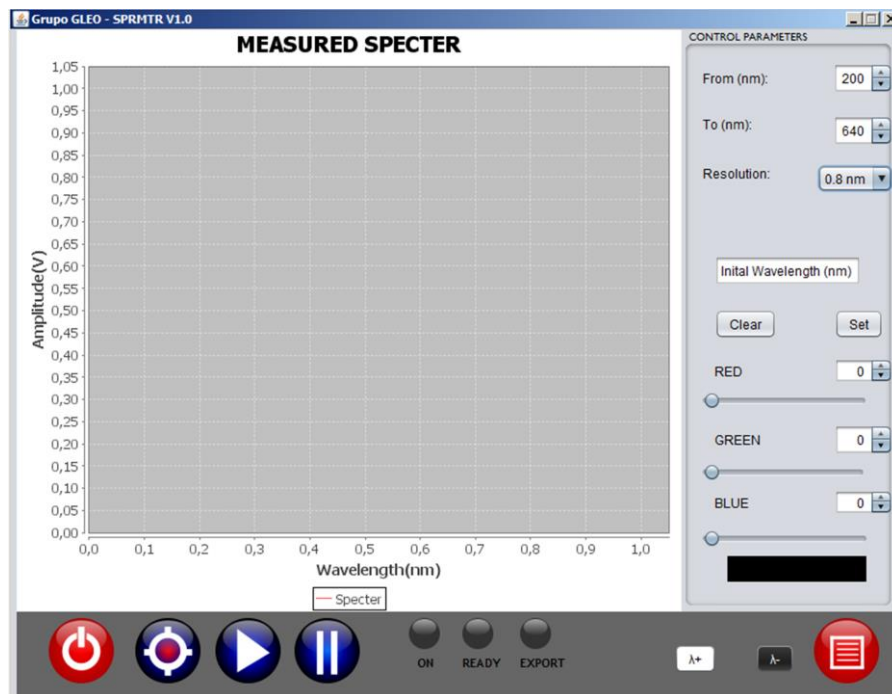 Grupo GLEO - SPRMTR V1.0
MEASURED SPECTER
1,05
1,00
0,95
0,90
0,85
0,80
0,75
0,70
0,65
0,60
0,55
0,50
0,45
0,40
0,35
0,30
0,25
0,20
0,15
0,10
0,05
0,00
Amplitude(V)
0,0 0,1 0,2 0,3 0,4 0,5 0,6 0,7 0,8 0,9 1,0
Wavelength(nm)
Specter
CONTROL PARAMETERS
From (nm): 200
To (nm): 640
Resolution: 0.8 nm
Inital Wavelength (nm)
Clear Set
RED 0
GREEN 0
BLUE 0
ON READY EXPORT
λ+ λ-